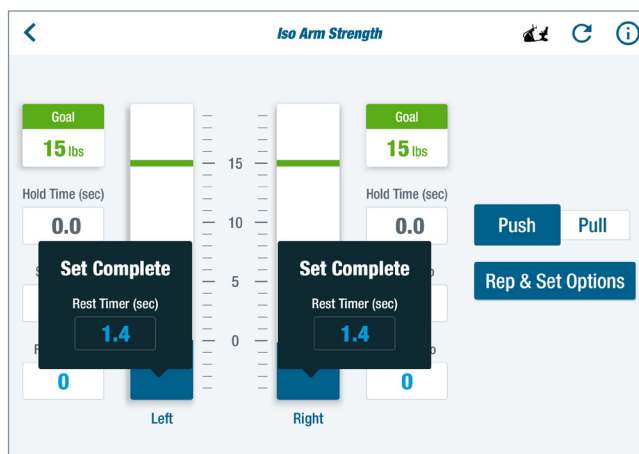 Iso Arm Strength
Goal
15 lbs
Hold Time (sec)
0.0
Set Complete
Rest Timer (sec)
1.4
0
Left
15
10
5
0
Goal
15 lbs
Hold Time (sec)
0.0
Set Complete
Rest Timer (sec)
1.4
0
Right
Push
Pull
Rep & Set Options